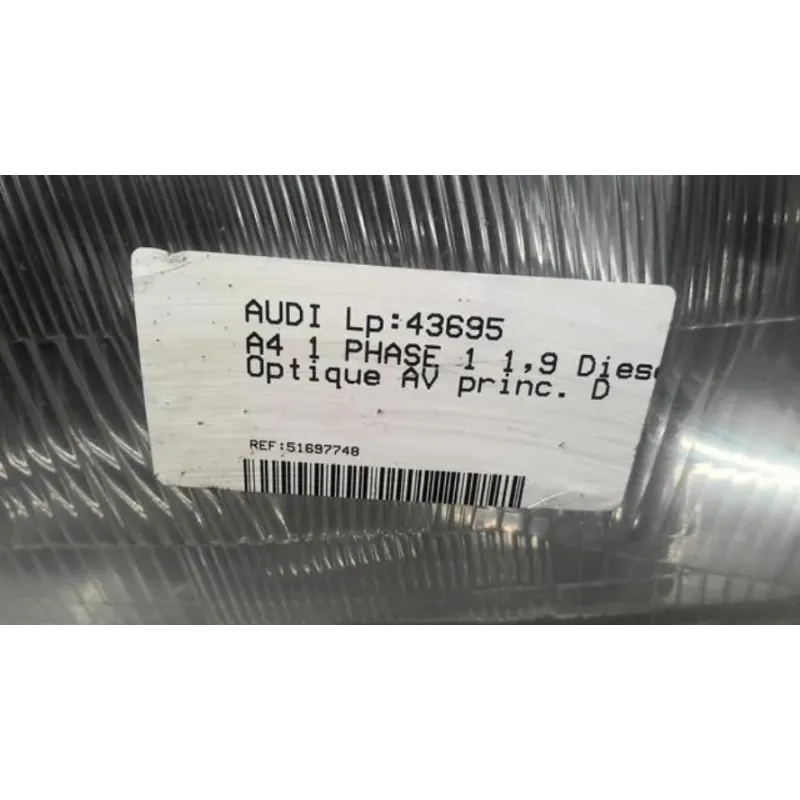 AUDI Lp:43695
A4 1 PHASE 1 1,9 Diese
Optique AV princ. D
REF:51697748